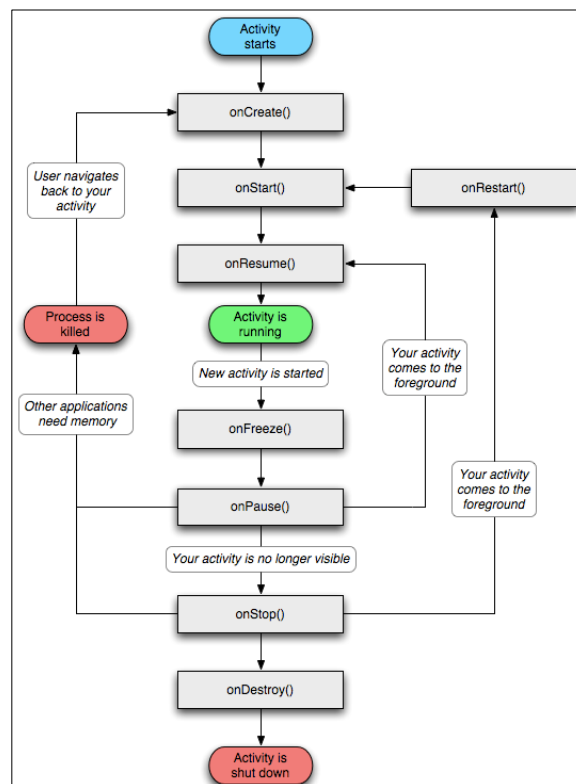 Activity
starts
onCreate()
User navigates
back to your
activity
onStart()
onRestart()
onResume()
Process is
killed
Activity is
running
Your activity
comes to the
foreground
New activity is started
Other applications
need memory
onFreeze()
Your activity
comes to the
foreground
onPause()
Your activity is no longer visible
onStop()
onDestroy()
Activity is
shut down